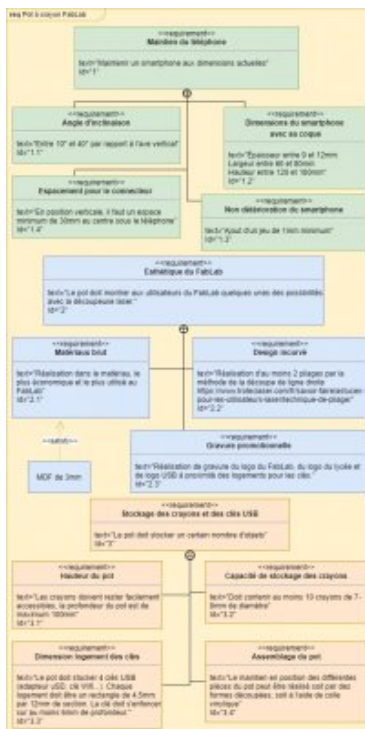 req Pot à crayon FabLab
«requirement»
Maintien du téléphone
text="Maintenir un smartphone aux dimensions actuelles"
Id="1"
«requirement»
Angle d'inclinaison
text="Entre 10° et 40° par rapport à l'axe vertical"
Id="1.1"
«requirement»
Dimensions du smartphone
avec sa coque
text="Épaisseur entre 9 et 12mm
Largeur entre 60 et 80mm
Hauteur entre 120 et 160mm"
Id="1.2"
«requirement»
Espacement pour le connecteur
text="En position verticale, il faut un espace
minimum de 30mm au centre sous le téléphone"
Id="1.4"
«requirement»
Non détérioration du smartphone
text="Ajout d'un jeu de 1mm minimum"
Id="1.3"
«requirement»
Esthétique du FabLab
text="Le pot doit montrer aux utilisateurs du FabLab quelques unes des possibilités
avec la découpeuse laser."
Id="2"
«requirement»
Matériaux brut
text="Réalisation dans le matériau, le
plus économique et le plus utilisé au
FabLab"
Id="2.1"
«requirement»
Design incurvé
text="Réalisation d'au moins 2 pliages par la
méthode de la découpe de ligne droite
Id="2.2"
«satisfy»
MDF de 3mm
«requirement»
Gravure promotionnelle
text="Réalisation de gravure du logo du FabLab, du logo du lycée et
de logo USB à proximité des logements pour les clés."
Id="2.3"
«requirement»
Stockage des crayons et des clés USB
text="Le pot doit stocker un certain nombre d'objets"
Id="3"
«requirement»
Hauteur du pot
text="Les crayons doivent rester facilement
accessibles, la profondeur du pot est de
maximum 100mm"
Id="3.1"
«requirement»
Capacité de stockage des crayons
text="Doit contenir au moins 10 crayons de 7-
8mm de diamètre"
Id="3.2"
«requirement»
Dimension logement des clés
text="Le pot doit stocker 4 clés USB
(adapteur uSD, clé Wifi...). Chaque
logement doit être un rectangle de 4.5mm
par 12mm de section. La clé doit s'enfoncer
sur au moins mm de profondeur."
Id="3.3"
«requirement»
Assemblage du pot
text="Le maintien en position des différentes
pièces du pot peut être réalisé soit par des
formes découpées, soit à l'aide de colle
vinylique"
Id="3.4"